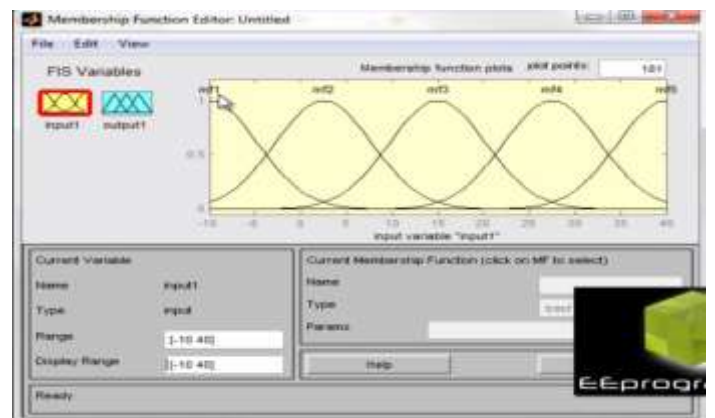 Membership Function Editor: Untitled
File Edit View
FIS Variables
Membership function plots plot points: 181
mf1 mf2 mf3 mf4 mf5
input1 output1
1
0.5
0
-10 -5 0 5 10 15 20 25 30 35 40
input variable "input1"
Current Variable
Name input1
Type input
Range [-10 40]
Display Range [-10 40]
Current Membership Function (click on MF to select)
Name
Type
Params
Help
EEprogra
Ready